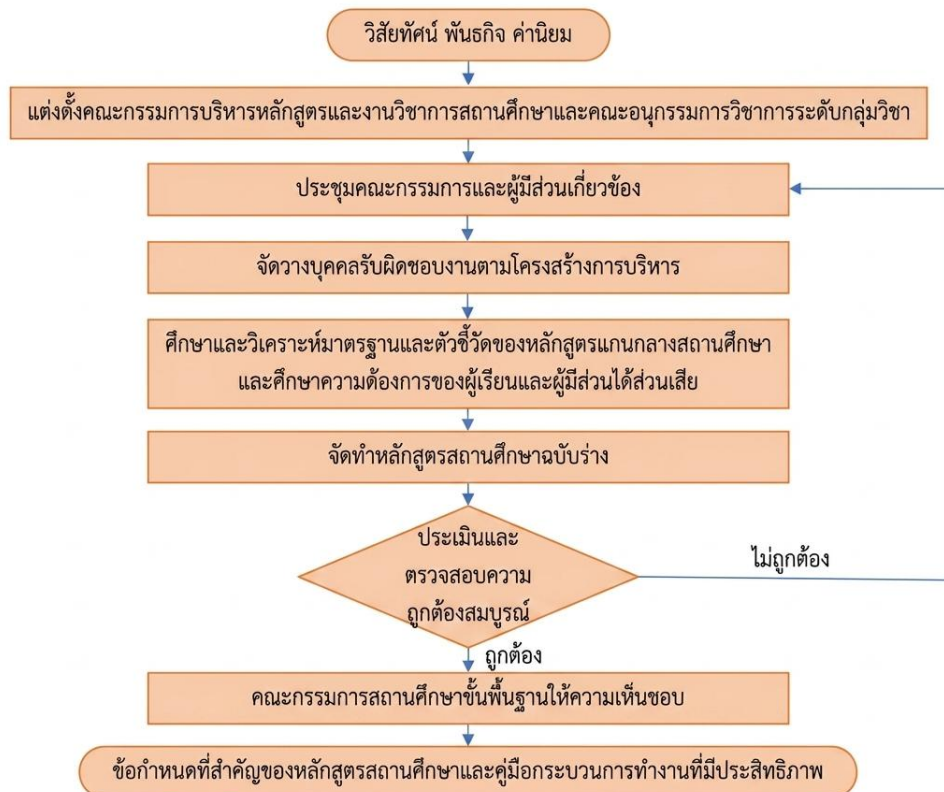 วิสัยทัศน์ พันธกิจ ค่านิยม
แต่งตั้งคณะกรรมการบริหารหลักสูตรและงานวิชาการสถานศึกษาและคณะอนุกรรมการวิชาการระดับกลุ่มวิชา
ประชุมคณะกรรมการและผู้มีส่วนเกี่ยวข้อง
จัดวางบุคคลรับผิดชอบงานตามโครงสร้างการบริหาร
ศึกษาและวิเคราะห์มาตรฐานและตัวชี้วัดของหลักสูตรแกนกลางสถานศึกษา
และศึกษาความต้องการของผู้เรียนและผู้มีส่วนได้ส่วนเสีย
จัดทำหลักสูตรสถานศึกษาฉบับร่าง
ประเมินและ
ตรวจสอบความ
ถูกต้องสมบูรณ์
ไม่ถูกต้อง
ถูกต้อง
คณะกรรมการสถานศึกษาขั้นพื้นฐานให้ความเห็นชอบ
ข้อกำหนดที่สำคัญของหลักสูตรสถานศึกษาและคู่มือกระบวนการทำงานที่มีประสิทธิภาพ